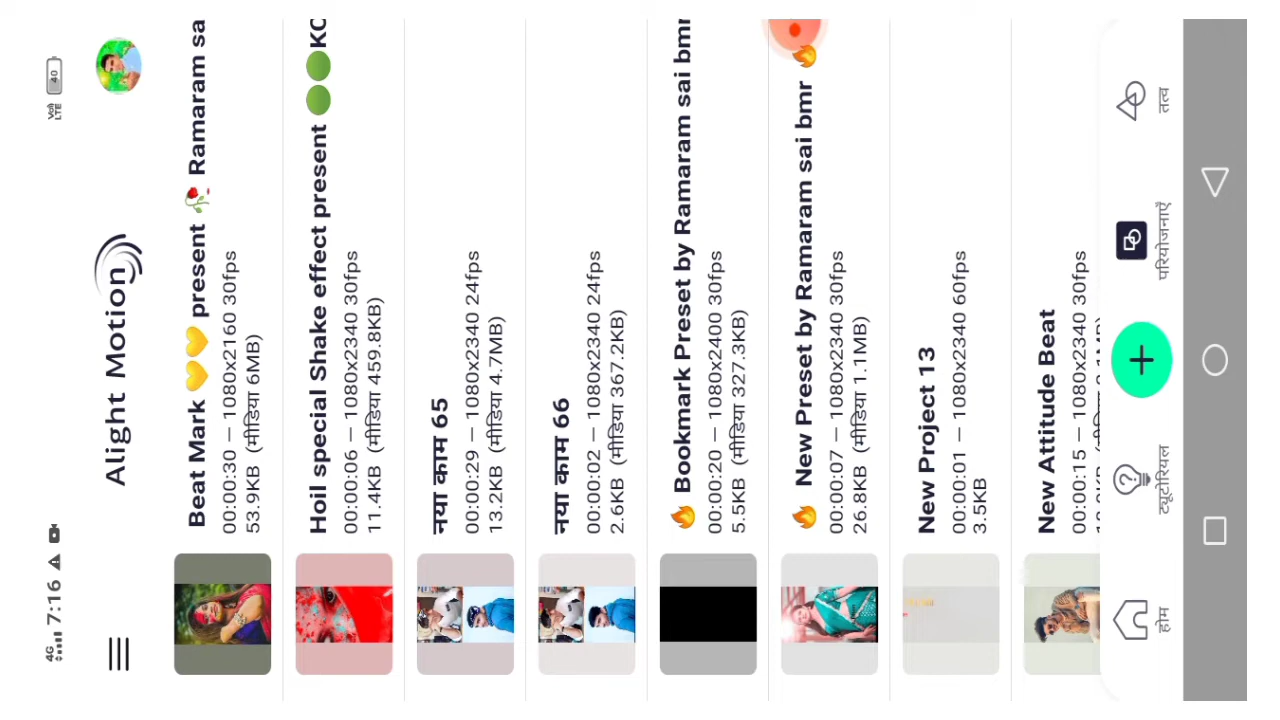 4G 7:16 VoI) LTE 40
Alight Motion
Beat Mark 💛💛 present 🥀 Ramaram sa
00:00:30 – 1080x2160 30fps
53.9KB (मीडिया 6MB)
Hoil special Shake effect present 🟢🟢KC
00:00:06 – 1080x2340 30fps
11.4KB (मीडिया 459.8KB)
नया काम 65
00:00:29 – 1080x2340 24fps
13.2KB (मीडिया 4.7MB)
नया काम 66
00:00:02 – 1080x2340 24fps
2.6KB (मीडिया 367.2KB)
🔥 Bookmark Preset by Ramaram sai bmr
00:00:20 – 1080x2400 30fps
5.5KB (मीडिया 327.3KB)
🔥 New Preset by Ramaram sai bmr 🔥
00:00:07 – 1080x2340 30fps
26.8KB (मीडिया 1.1MB)
New Project 13
00:00:01 – 1080x2340 60fps
3.5KB
New Attitude Beat
00:00:15 – 1080x2340 30fps
होम ट्यूटोरियल परियोजनाएँ तत्व